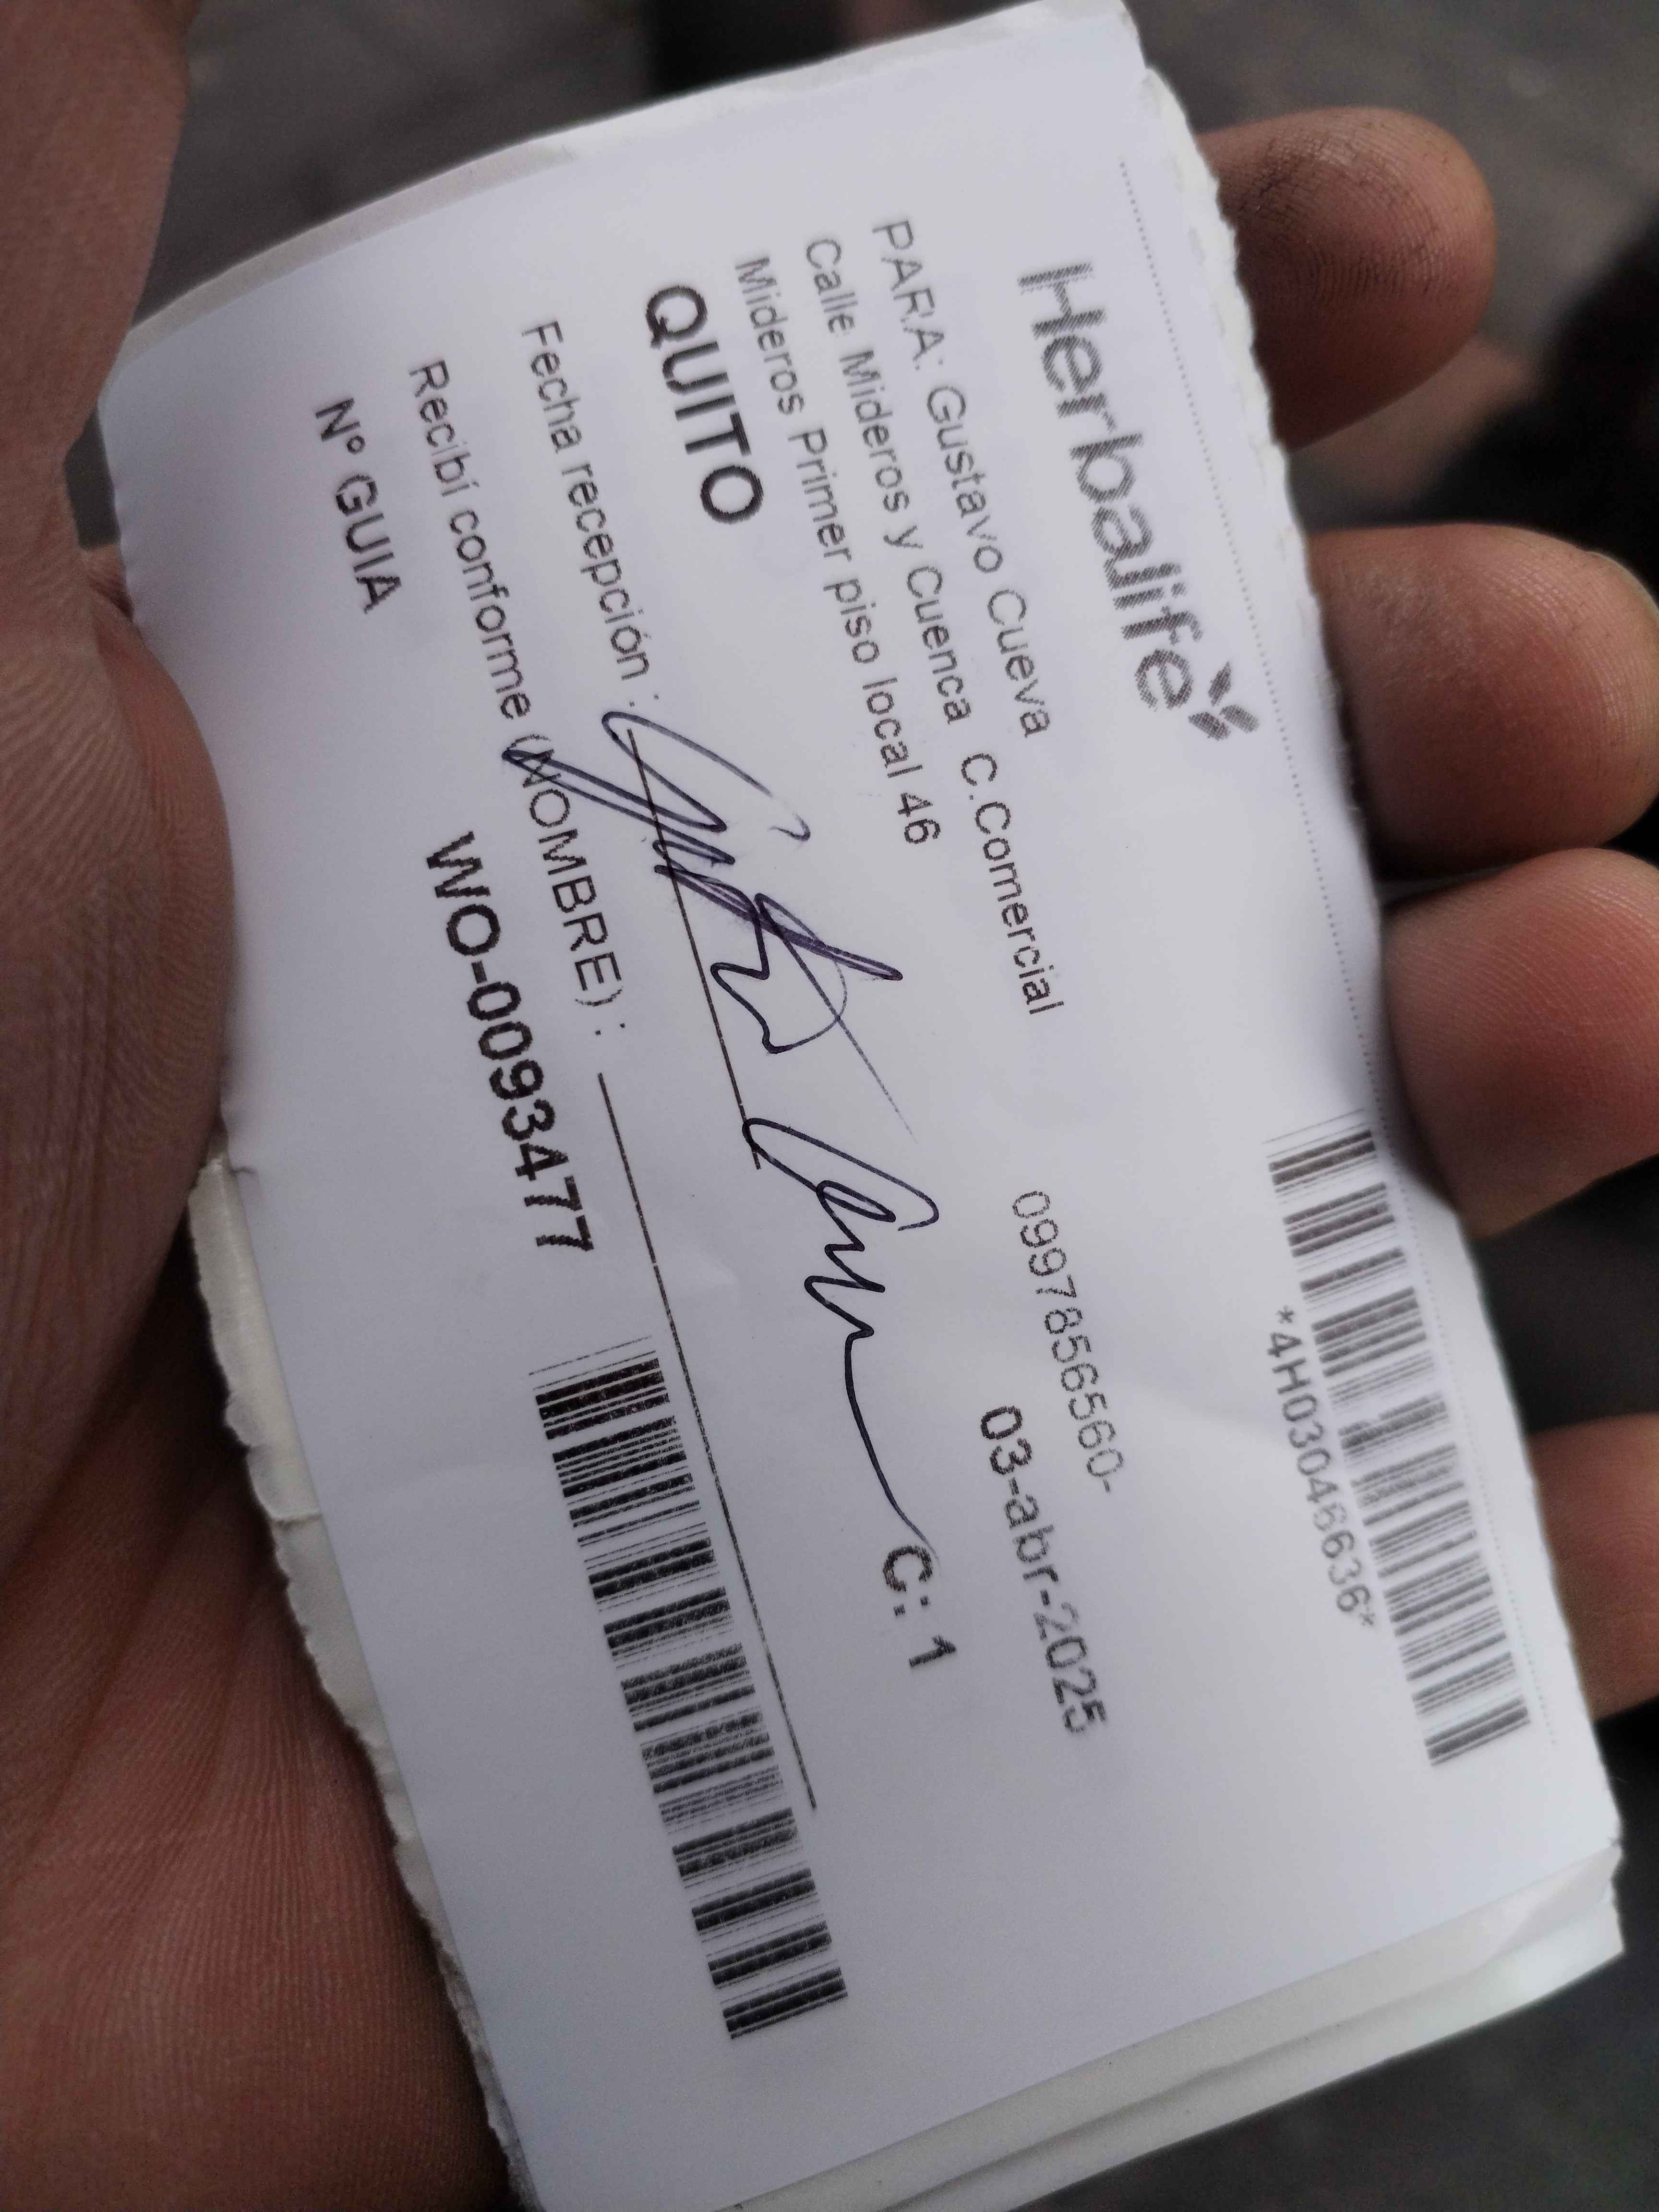 Herbalife
*4H03046636*
PARA: Gustavo Cueva
0997856560-
Calle Mideros y Cuenca C.Comercial
03-abr-2025
Mideros Primer piso local 46
QUITO
C: 1
Fecha recepción :
Recibí conforme (NOMBRE) :
Nº GUIA
WO-0093477